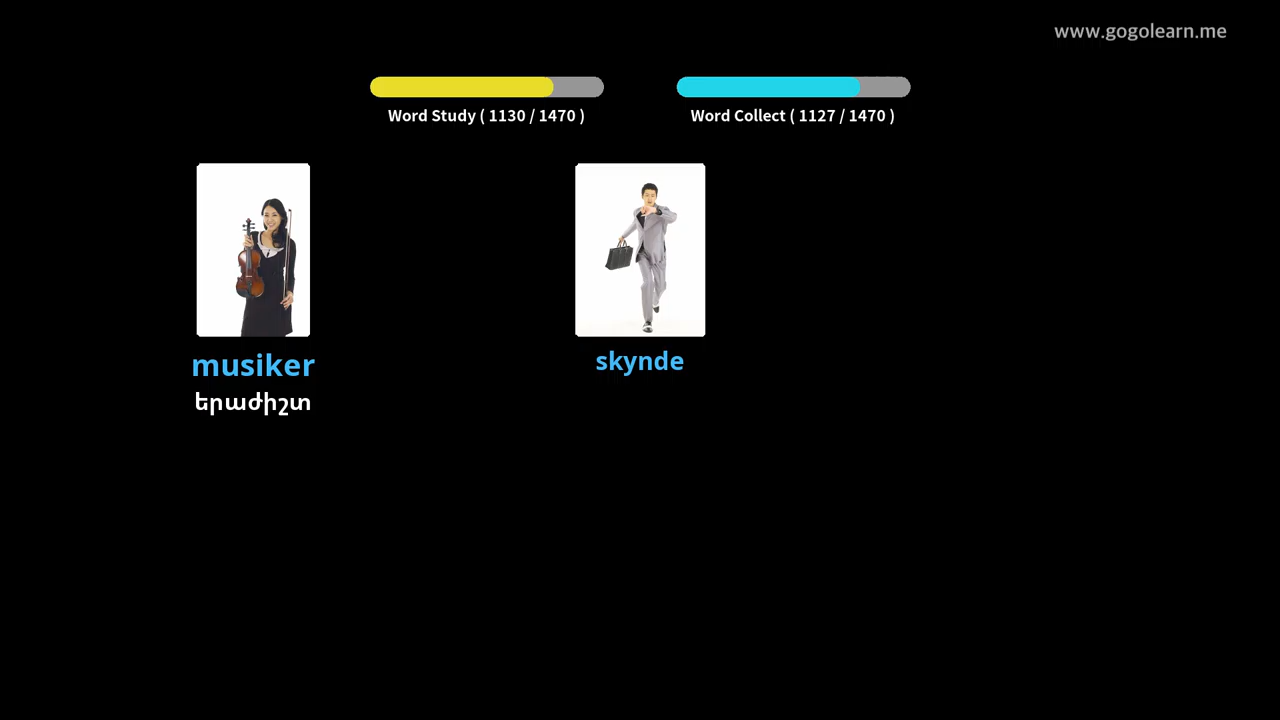 www.gogolearn.me
Word Study ( 1130 / 1470 )
Word Collect ( 1127 / 1470 )
musiker
երաժիշտ
skynde